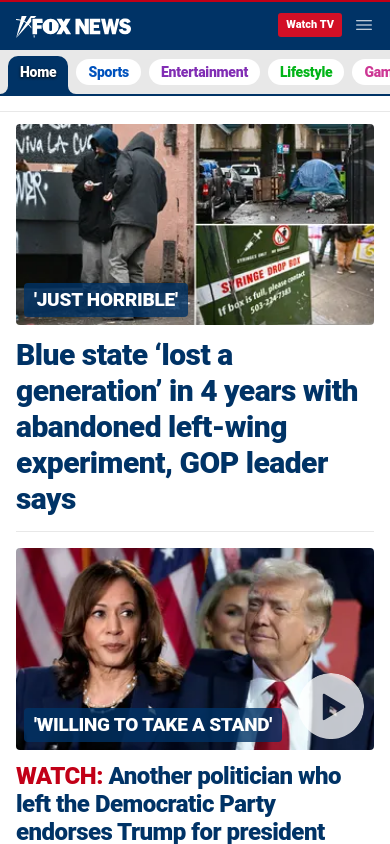 FOX NEWS
Watch TV
Home
Sports
Entertainment
Lifestyle
Gam
VIVA LA CU
SYRINGE DROP BOX
If box is full, please contact
503-224-7383
'JUST HORRIBLE'
Blue state ‘lost a
generation’ in 4 years with
abandoned left-wing
experiment, GOP leader
says
'WILLING TO TAKE A STAND'
WATCH: Another politician who
left the Democratic Party
endorses Trump for president